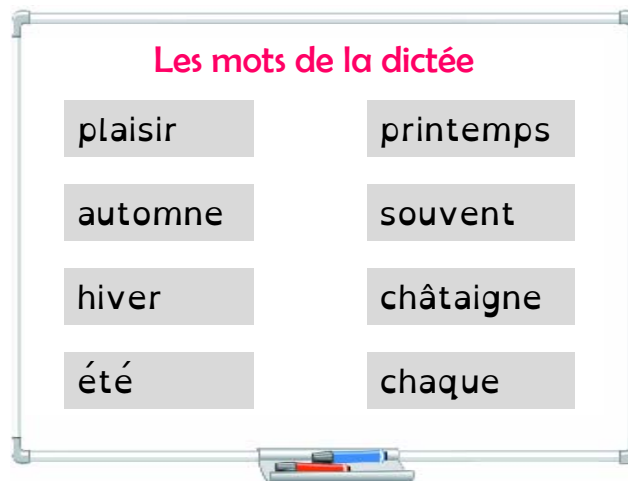 Les mots de la dictée
plaisir
printemps
automne
souvent
hiver
châtaigne
été
chaque